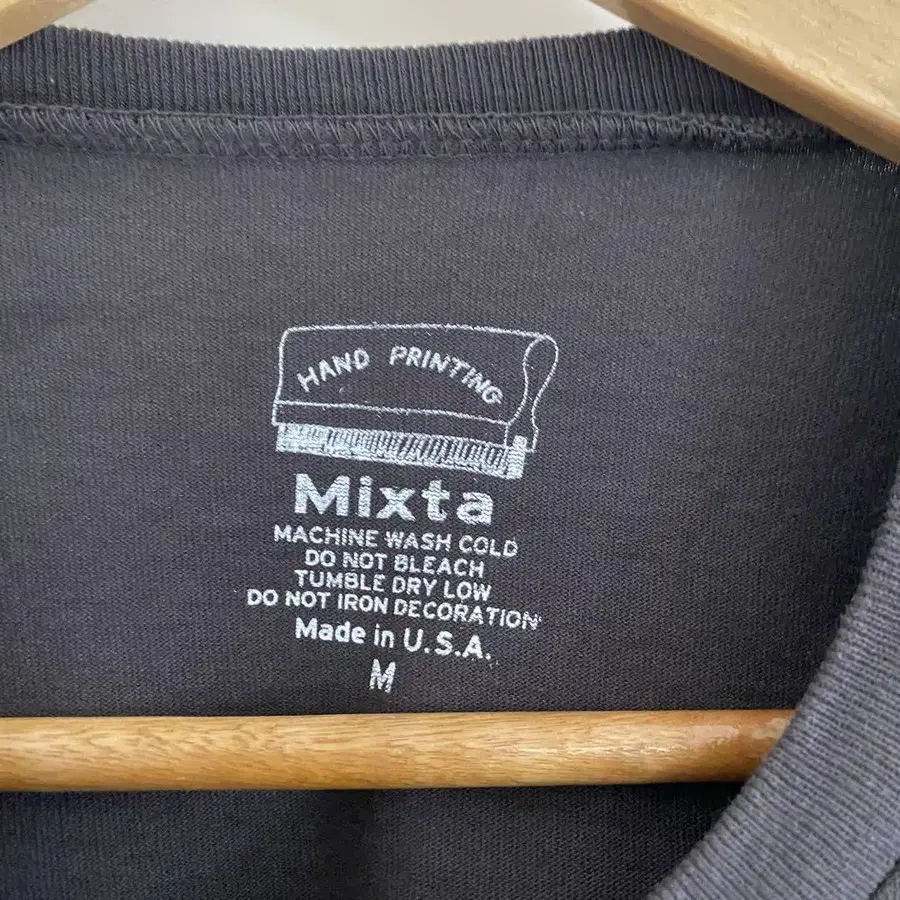 HAND PRINTING
Mixta
MACHINE WASH COLD
DO NOT BLEACH
TUMBLE DRY LOW
DO NOT IRON DECORATION
Made in U.S.A.
M